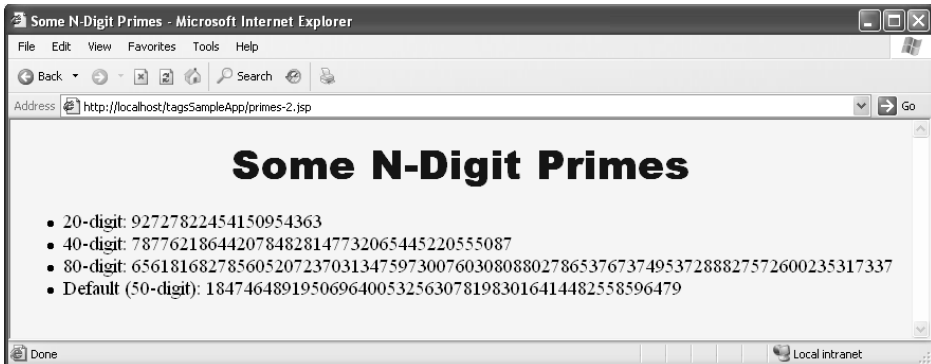 Some N-Digit Primes - Microsoft Internet Explorer
File Edit View Favorites Tools Help
Back Search
Address http://localhost/tagsSampleApp/primes-2.jsp Go
Some N-Digit Primes
20-digit: 92727822454150954363
40-digit: 7877621864420784828147732065445220555087
80-digit: 65618168278560520723703134759730076030808802786537673749537288827572600235317337
Default (50-digit): 18474648919506964005325630781983016414482558596479
Done Local intranet